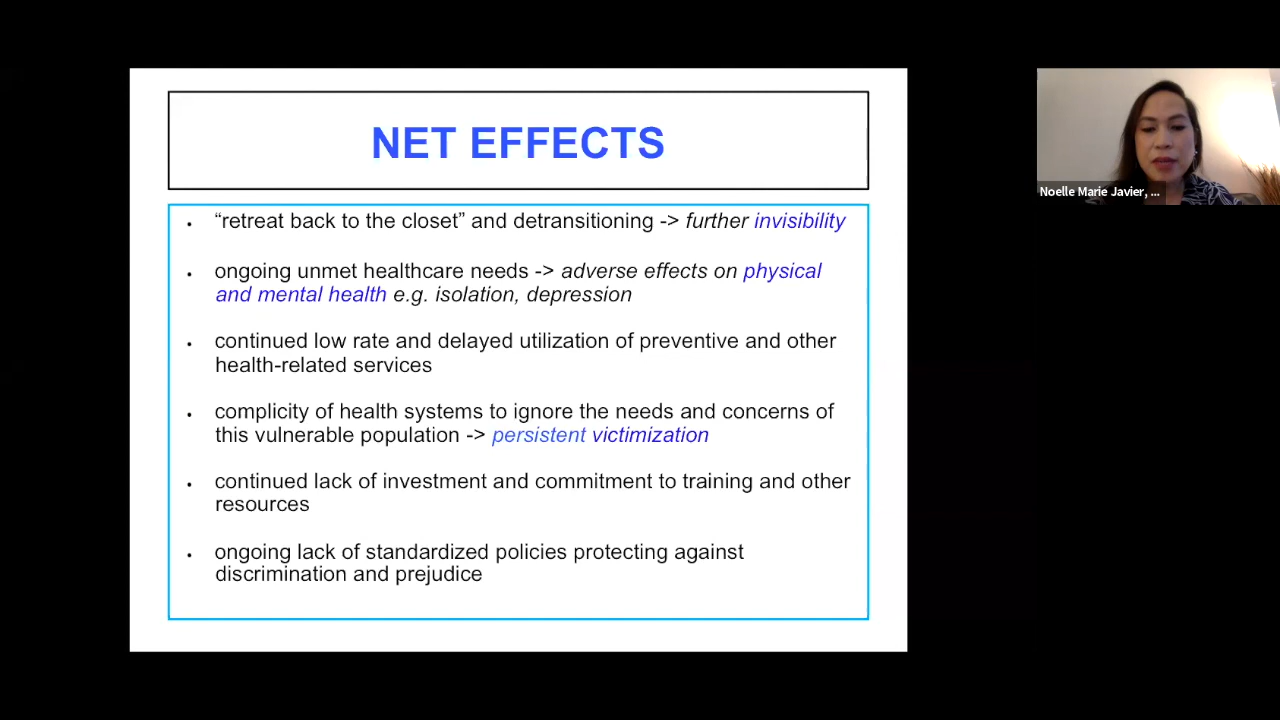 NET EFFECTS
• “retreat back to the closet” and detransitioning -> further invisibility
• ongoing unmet healthcare needs -> adverse effects on physical
and mental health e.g. isolation, depression
• continued low rate and delayed utilization of preventive and other
health-related services
• complicity of health systems to ignore the needs and concerns of
this vulnerable population -> persistent victimization
• continued lack of investment and commitment to training and other
resources
• ongoing lack of standardized policies protecting against
discrimination and prejudice
Noelle Marie Javier, ...